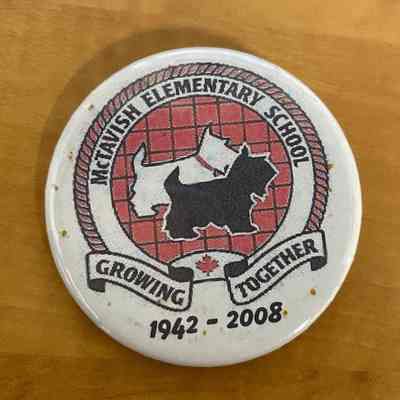 McTAVISH ELEMENTARY SCHOOL
GROWING TOGETHER
1942 - 2008